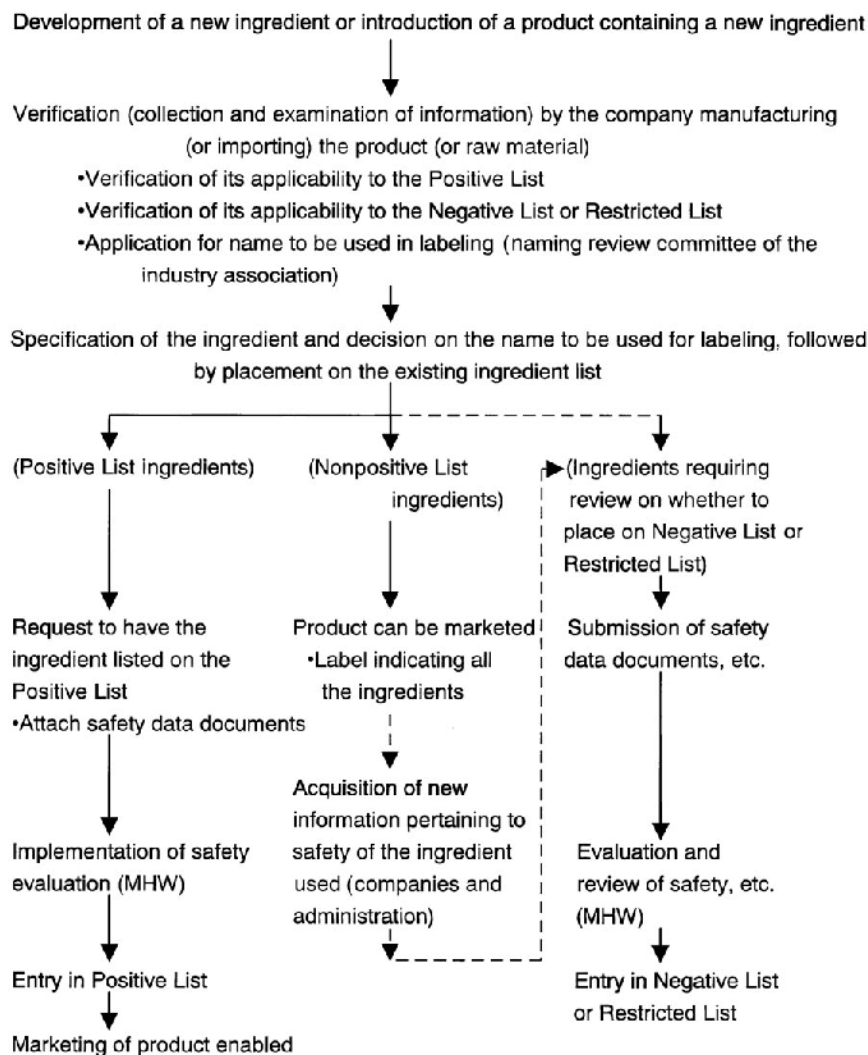 Development of a new ingredient or introduction of a product containing a new ingredient
Verification (collection and examination of information) by the company manufacturing
(or importing) the product (or raw material)
•Verification of its applicability to the Positive List
•Verification of its applicability to the Negative List or Restricted List
•Application for name to be used in labeling (naming review committee of the
industry association)
Specification of the ingredient and decision on the name to be used for labeling, followed
by placement on the existing ingredient list
(Positive List ingredients)
Request to have the
ingredient listed on the
Positive List
•Attach safety data documents
Implementation of safety
evaluation (MHW)
Entry in Positive List
Marketing of product enabled
(Nonpositive List
ingredients)
Product can be marketed
•Label indicating all
the ingredients
Acquisition of new
information pertaining to
safety of the ingredient
used (companies and
administration)
(Ingredients requiring
review on whether to
place on Negative List or
Restricted List)
Submission of safety
data documents, etc.
Evaluation and
review of safety, etc.
(MHW)
Entry in Negative List
or Restricted List